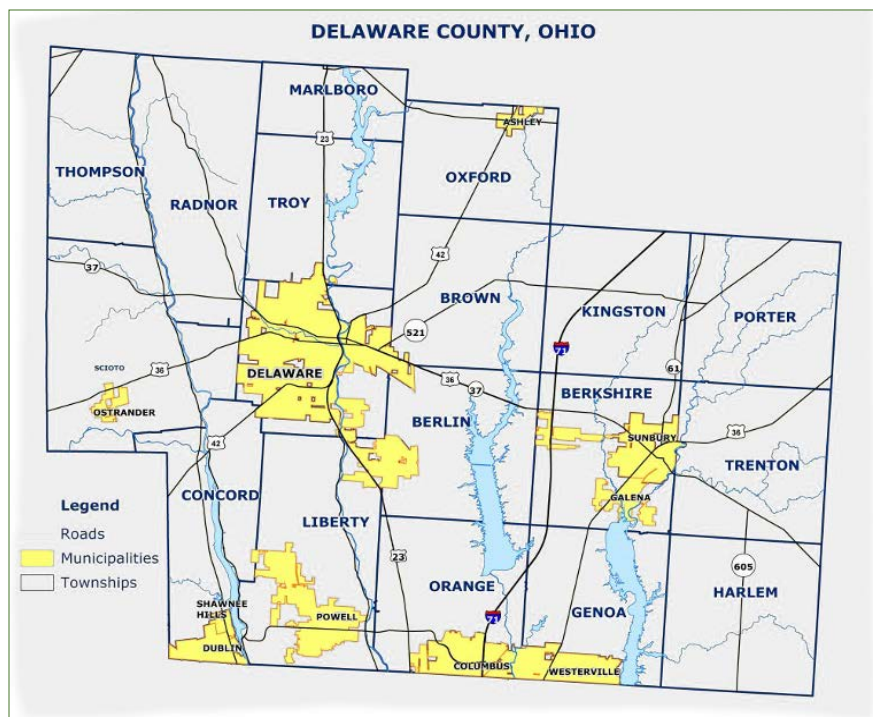 DELAWARE COUNTY, OHIO
MARLBORO
ASHLEY
23
THOMPSON
OXFORD
RADNOR
TROY
42
37
BROWN
KINGSTON
PORTER
521
71
SCIOTO
36
DELAWARE
36
37
61
BERKSHIRE
OSTRANDER
BERLIN
SUNBURY
36
42
TRENTON
CONCORD
GALENA
Legend
Roads
Municipalities
Townships
LIBERTY
23
ORANGE
605
HARLEM
SHAWNEE
HILLS
POWELL
71
GENOA
DUBLIN
COLUMBUS
WESTERVILLE